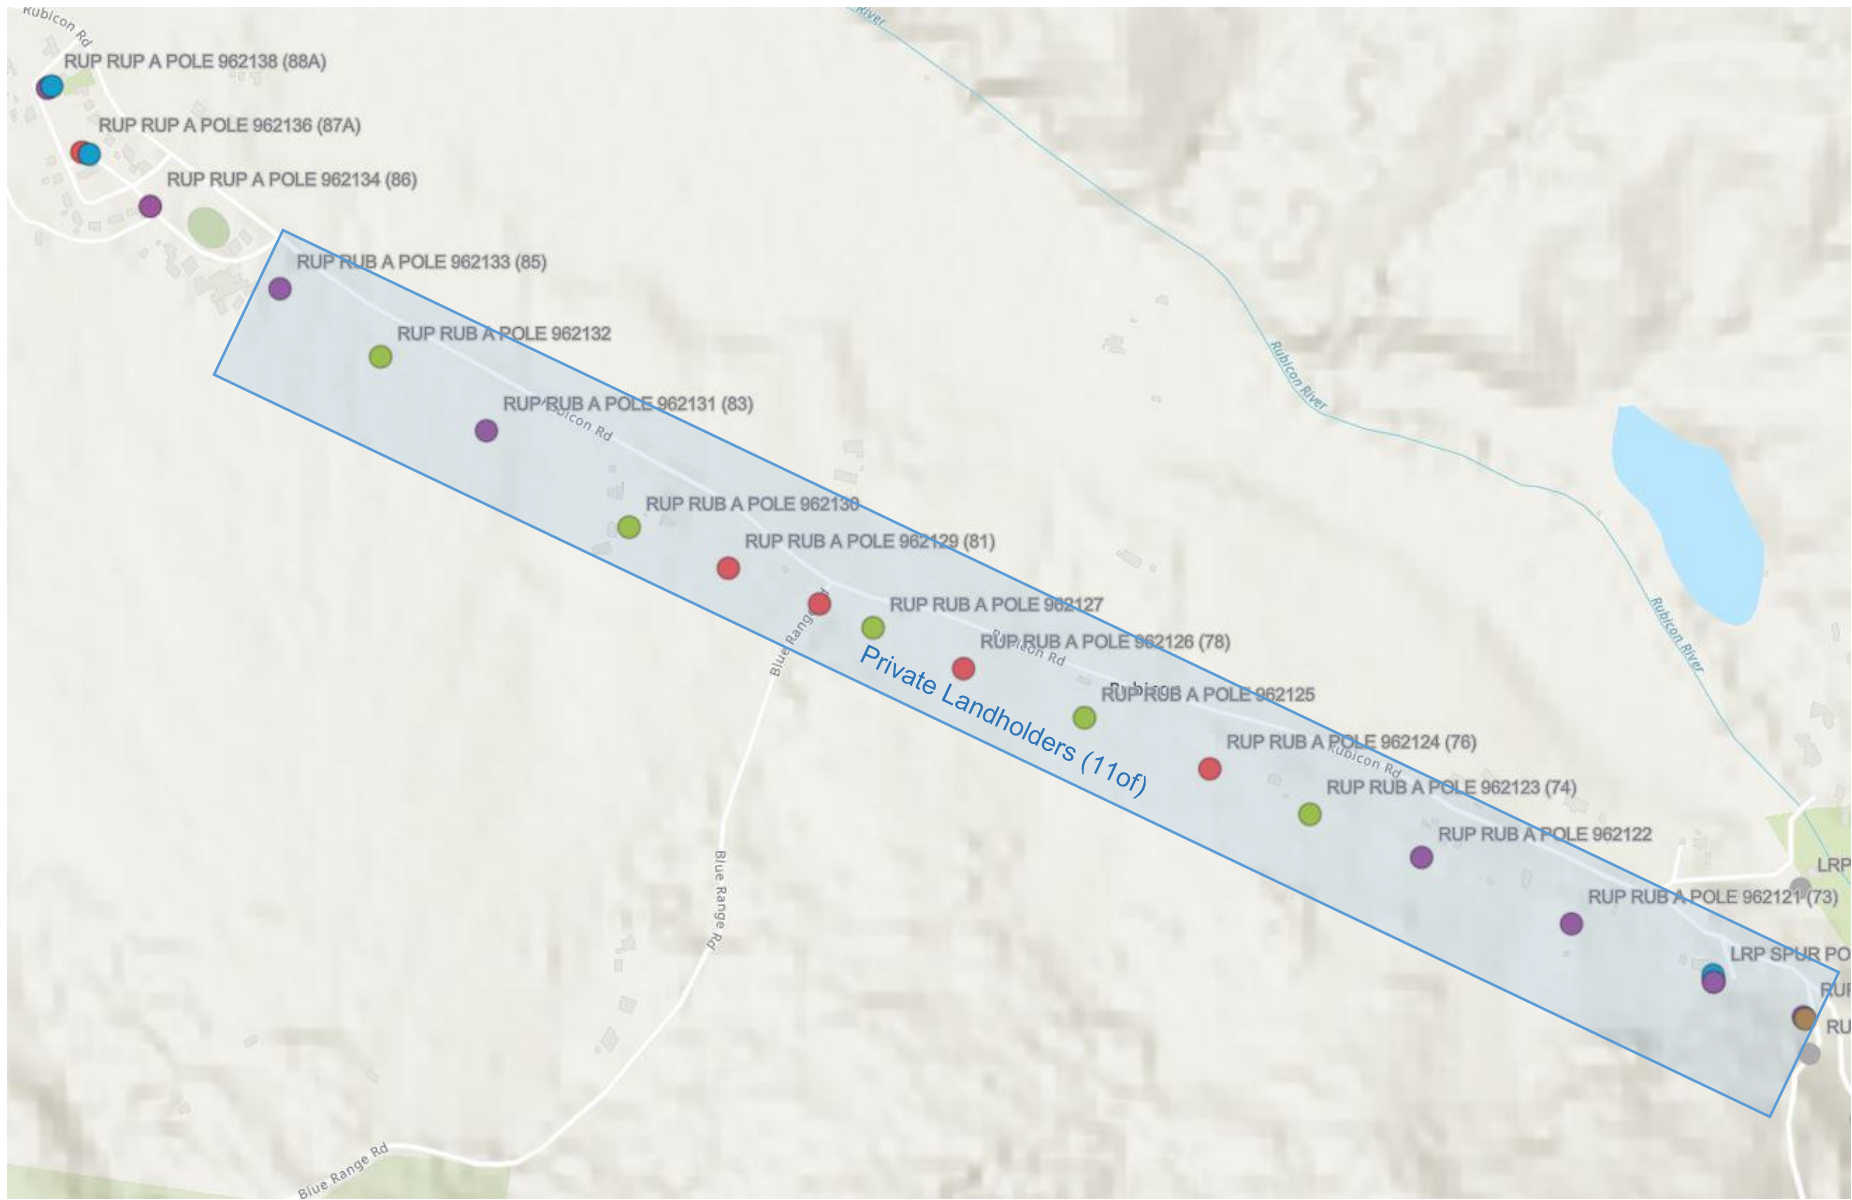 River
Rubicon Rd
RUP RUP A POLE 962138 (88A)
RUP RUP A POLE 962136 (87A)
RUP RUP A POLE 962134 (86)
RUP RUB A POLE 962133 (85)
RUP RUB A POLE 962132
Rubicon River
RUP RUB A POLE 962131 (83)
Rubicon Rd
RUP RUB A POLE 962130
RUP RUB A POLE 962129 (81)
RUP RUB A POLE 962127
Rubicon River
Blue Range
RUP RUB A POLE 962126 (78)
Rubicon Rd
Private Landholders (11of)
RUP RUB A POLE 962125
RUP RUB A POLE 962124 (76)
Rubicon Rd
RUP RUB A POLE 962123 (74)
RUP RUB A POLE 962122
LRP
Blue Range Rd
RUP RUB A POLE 962121 (73)
LRP SPUR PO
RUP
RU
Blue Range Rd